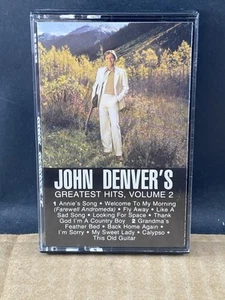 JOHN DENVER'S
GREATEST HITS, VOLUME 2
1 Annie's Song • Welcome To My Morning
(Farewell Andromeda) • Fly Away • Like A
Sad Song • Looking For Space • Thank
God I'm A Country Boy 2 Grandma's
Feather Bed • Back Home Again •
I'm Sorry • My Sweet Lady • Calypso •
This Old Guitar